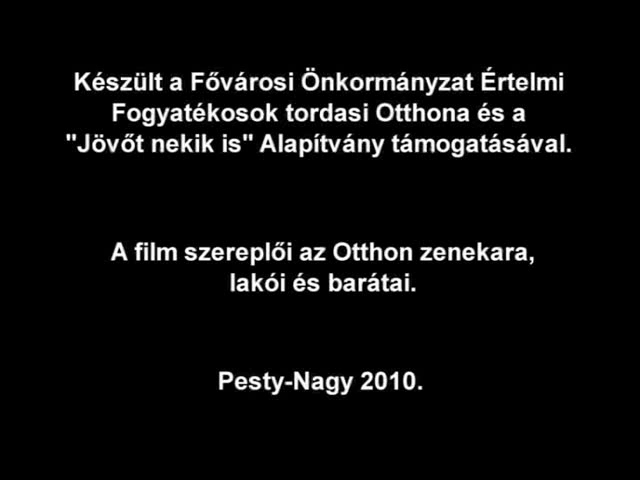 Készült a Fővárosi Önkormányzat Értelmi
Fogyatékosok tordasi Otthona és a
"Jövőt nekik is" Alapítvány támogatásával.
A film szereplői az Otthon zenekara,
lakói és barátai.
Pesty-Nagy 2010.